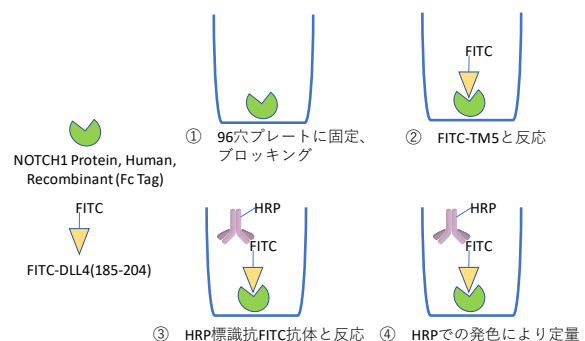 NOTCH1 Protein, Human,
Recombinant (Fc Tag)
FITC
FITC-DLL4(185-204)
① 96穴プレートに固定、
ブロッキング
FITC
② FITC-TM5と反応
HRP
FITC
③ HRP標識抗FITC抗体と反応
HRP
FITC
④ HRPでの発色により定量